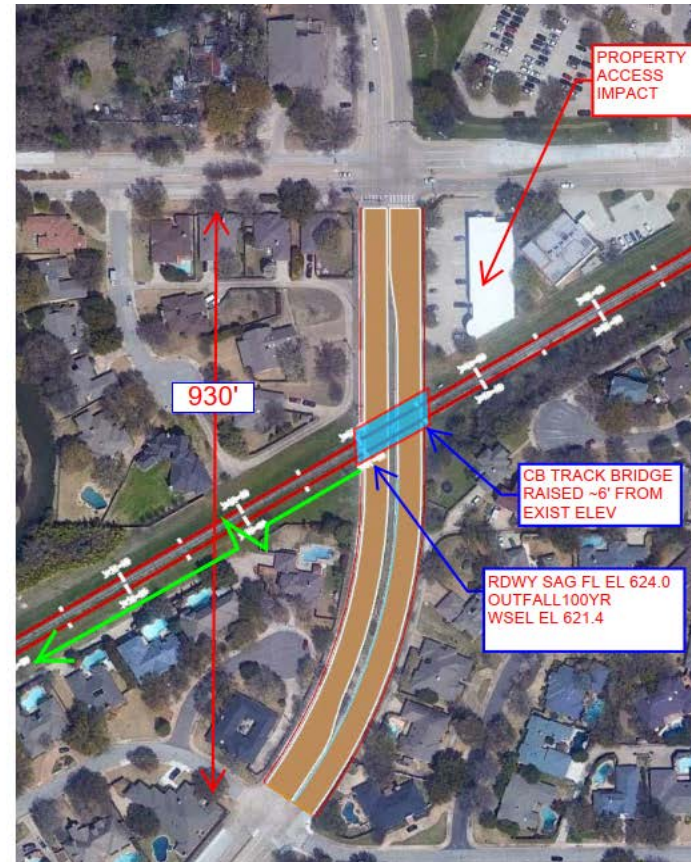 PROPERTY
ACCESS
IMPACT
930'
CB TRACK BRIDGE
RAISED ~6' FROM
EXIST ELEV
RDWY SAG FL EL 624.0
OUTFALL100YR
WSEL EL 621.4